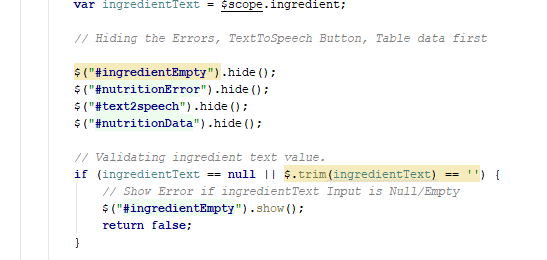 var ingredientText = $scope.ingredient;
// Hiding the Errors, TextToSpeech Button, Table data first
$("#ingredientEmpty").hide();
$("#nutritionError").hide();
$("#text2speech").hide();
$("#nutritionData").hide();
// Validating ingredient text value.
if (ingredientText == null || $.trim(ingredientText) == '') {
// Show Error if ingredientText Input is Null/Empty
$("#ingredientEmpty").show();
return false;
}